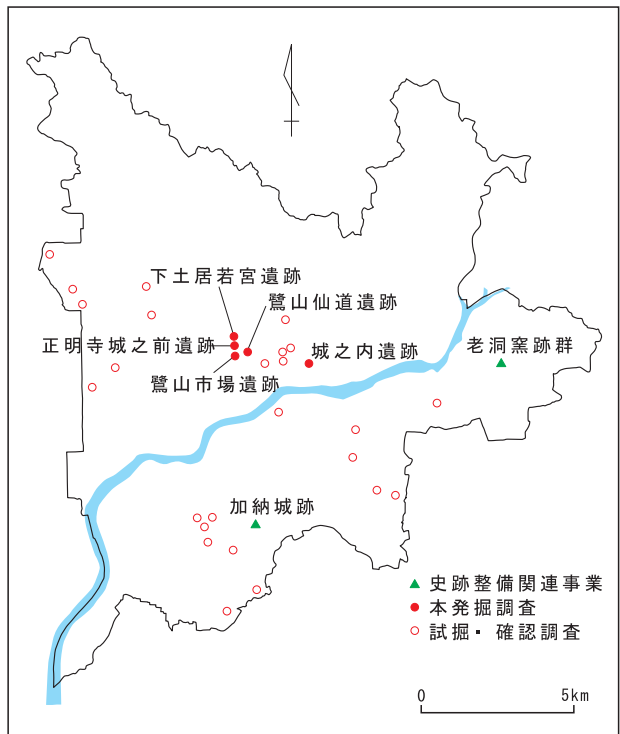 下土居若宮遺跡
鷺山仙道遺跡
正明寺城之前遺跡
城之内遺跡
老洞窯跡群
鷺山市場遺跡
加納城跡
史跡整備関連事業
本発掘調査
試掘・確認調査
0 5km